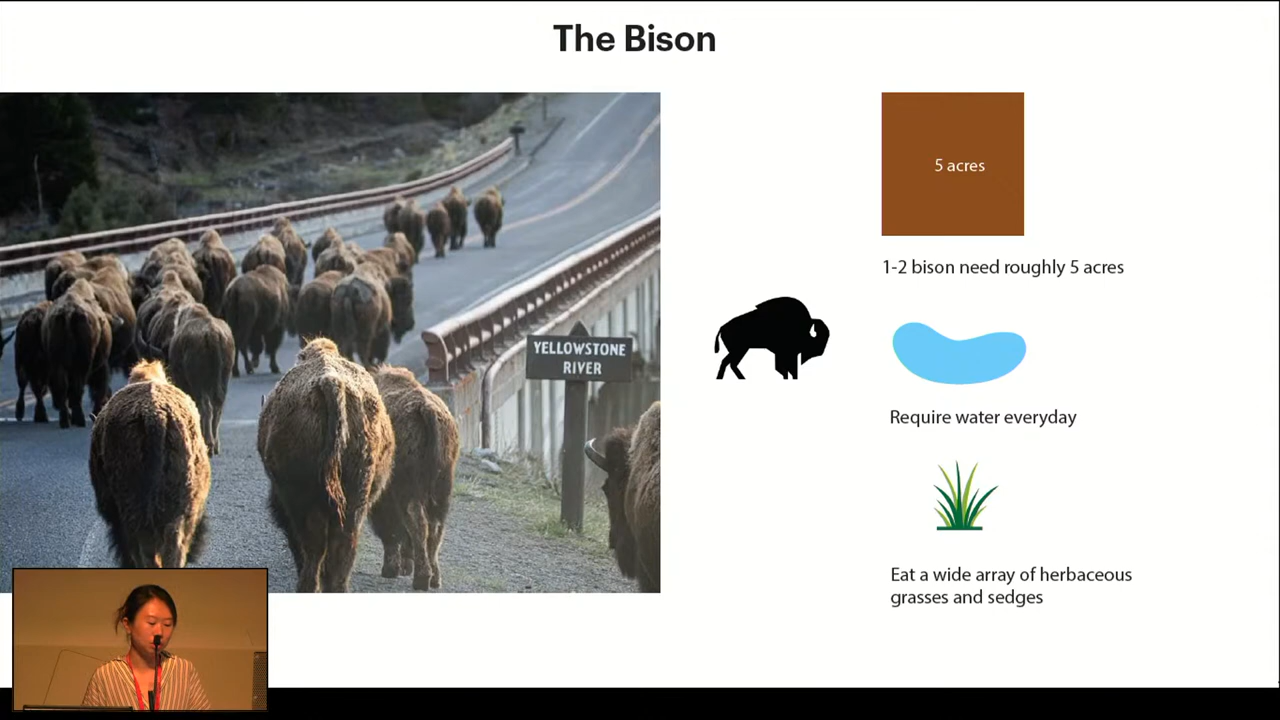 The Bison
YELLOWSTONE
RIVER
5 acres
1-2 bison need roughly 5 acres
Require water everyday
Eat a wide array of herbaceous
grasses and sedges